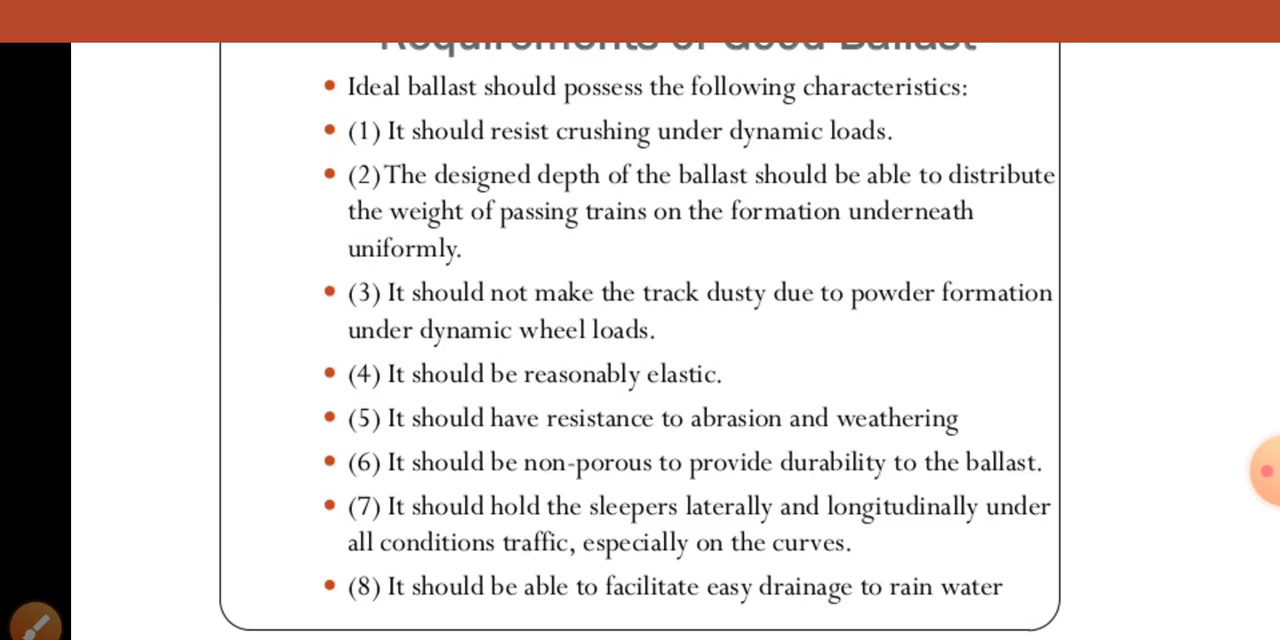 Requirements of Good Ballast
• Ideal ballast should possess the following characteristics:
• (1) It should resist crushing under dynamic loads.
• (2)The designed depth of the ballast should be able to distribute
the weight of passing trains on the formation underneath
uniformly.
• (3) It should not make the track dusty due to powder formation
under dynamic wheel loads.
• (4) It should be reasonably elastic.
• (5) It should have resistance to abrasion and weathering
• (6) It should be non-porous to provide durability to the ballast.
• (7) It should hold the sleepers laterally and longitudinally under
all conditions traffic, especially on the curves.
• (8) It should be able to facilitate easy drainage to rain water